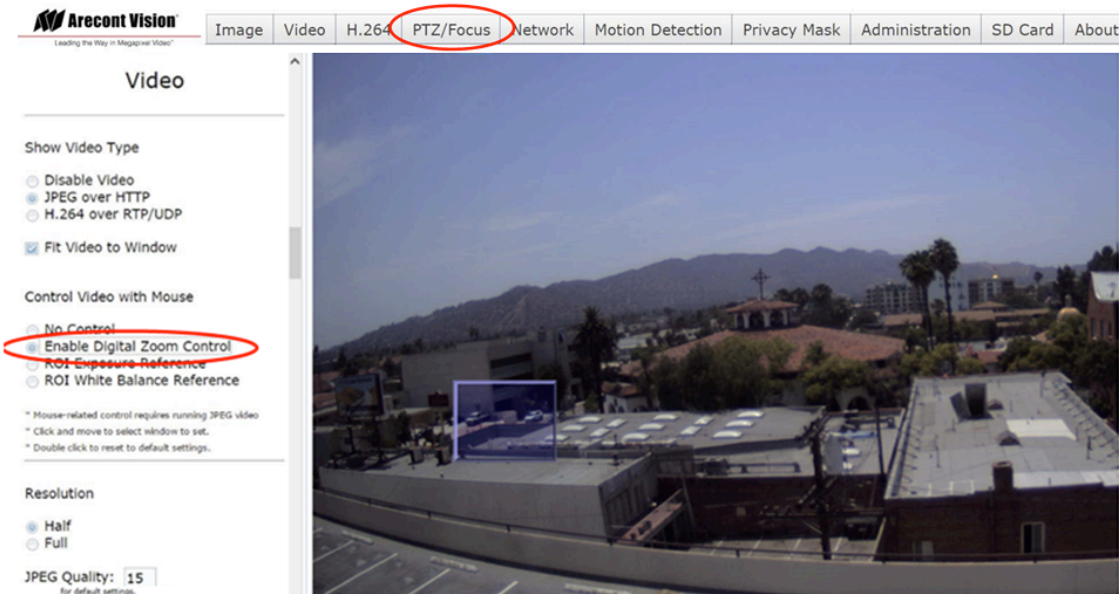 Arecont Vision®
Leading the Way in Megapixel Video™
Image Video H.264 PTZ/Focus Network Motion Detection Privacy Mask Administration SD Card About
Video
Show Video Type
Disable Video
JPEG over HTTP
H.264 over RTP/UDP
Fit Video to Window
Control Video with Mouse
No Control
Enable Digital Zoom Control
ROI Exposure Reference
ROI White Balance Reference
* Mouse-related control requires running JPEG video
* Click and move to select window to set.
* Double click to reset to default settings.
Resolution
Half
Full
JPEG Quality: 15
for default settings.